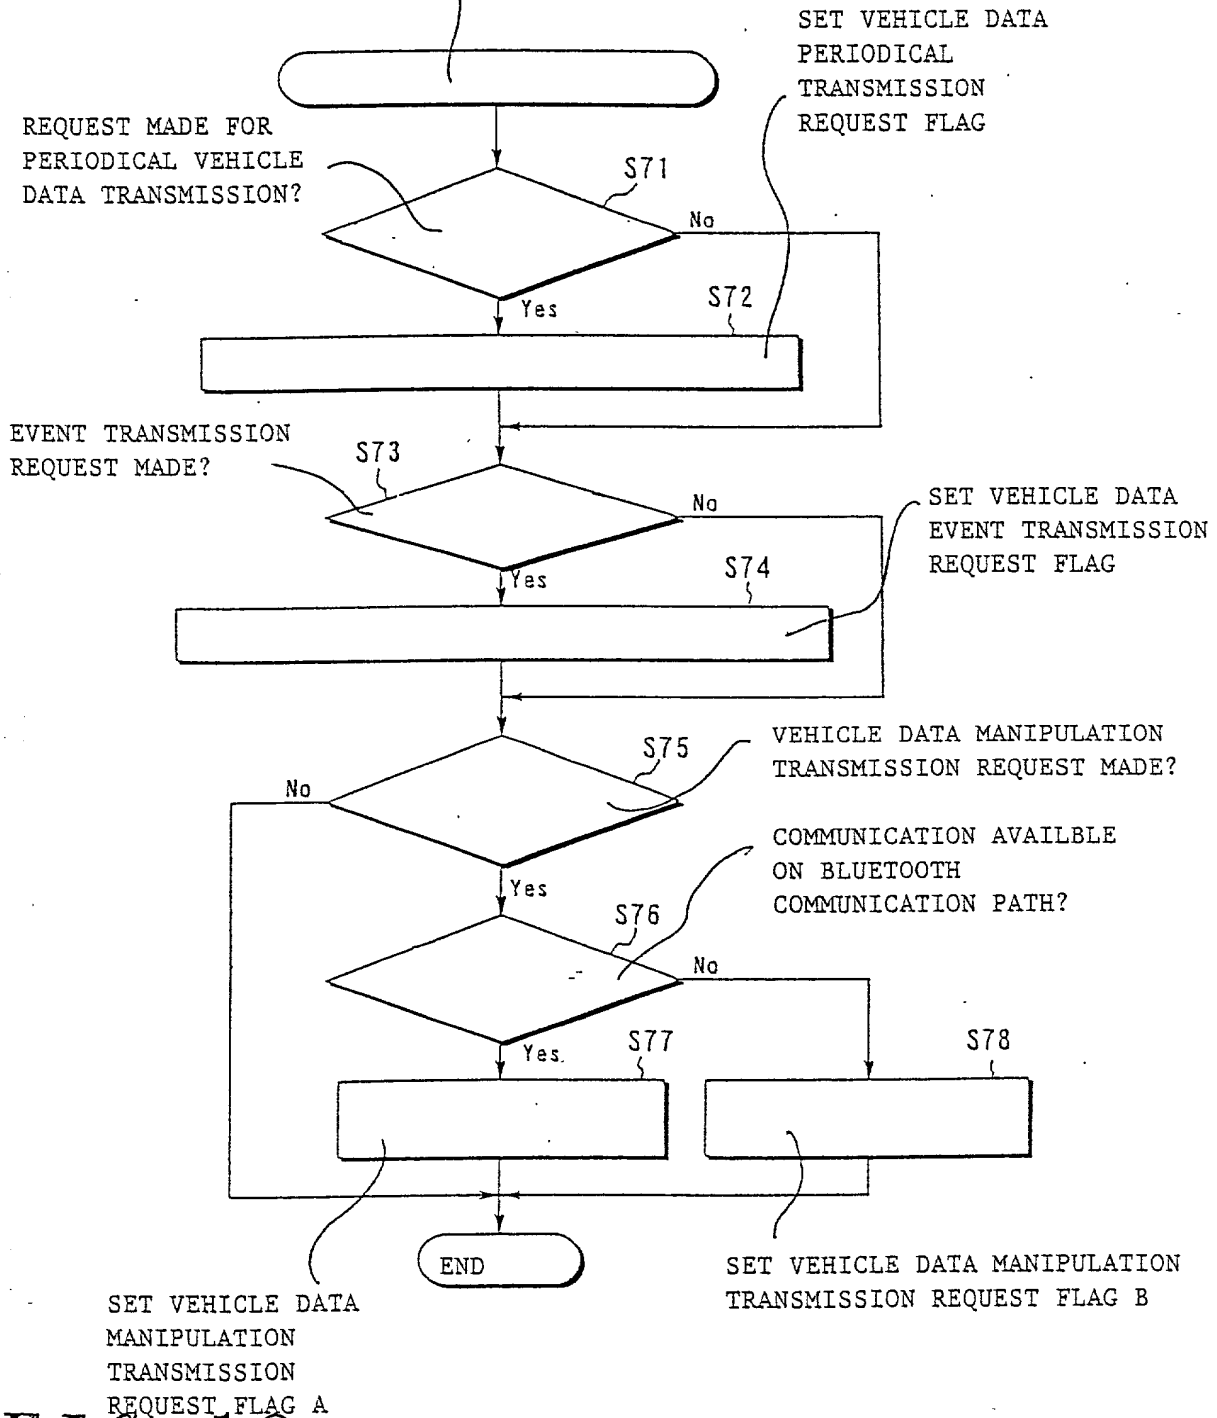 SET VEHICLE DATA
PERIODICAL
TRANSMISSION
REQUEST FLAG
REQUEST MADE FOR
PERIODICAL VEHICLE
DATA TRANSMISSION?
S71
No
Yes
S72
EVENT TRANSMISSION
REQUEST MADE?
S73
No
SET VEHICLE DATA
EVENT TRANSMISSION
REQUEST FLAG
Yes
S74
VEHICLE DATA MANIPULATION
TRANSMISSION REQUEST MADE?
S75
No
COMMUNICATION AVAILBLE
ON BLUETOOTH
COMMUNICATION PATH?
Yes
S76
No
Yes
S77
S78
END
SET VEHICLE DATA MANIPULATION
TRANSMISSION REQUEST FLAG B
SET VEHICLE DATA
MANIPULATION
TRANSMISSION
REQUEST FLAG A